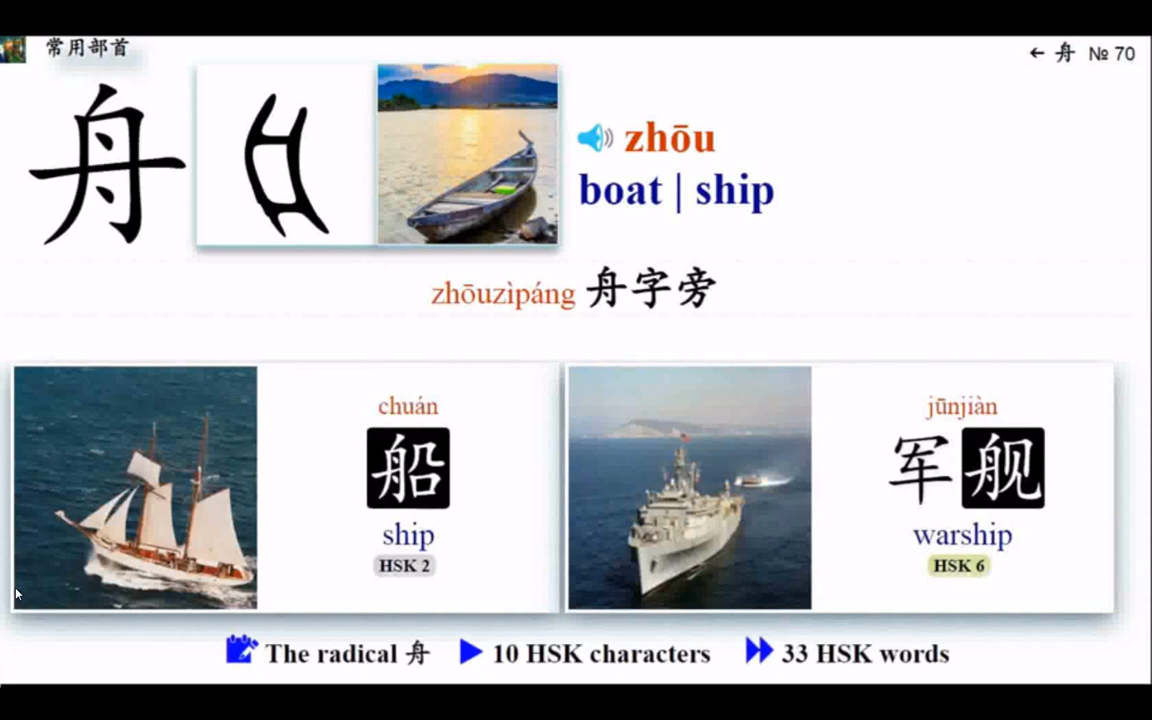 常用部首
← 舟 № 70
舟
zhōu
boat | ship
zhōuzìpáng 舟字旁
chuán
船
ship
HSK 2
jūnjiàn
军舰
warship
HSK 6
The radical 舟 10 HSK characters 33 HSK words